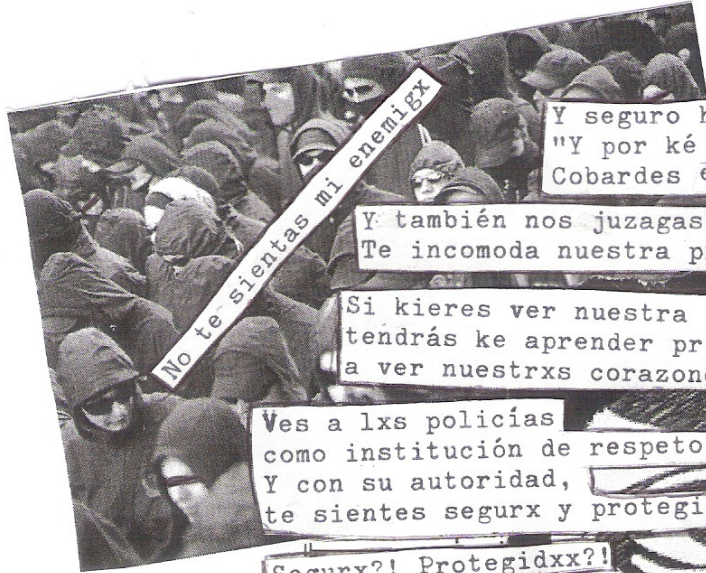 No te sientas mi enemigx
Y seguro
"Y por ké
Cobardes
Y también nos juzagas
Te incomoda nuestra
Si kieres ver nuestra
tendrás ke aprender
a ver nuestrxs
Ves a lxs policías
como institución de respeto
Y con su autoridad,
te sientes segurx y
Segurx?! Protegidxx?!